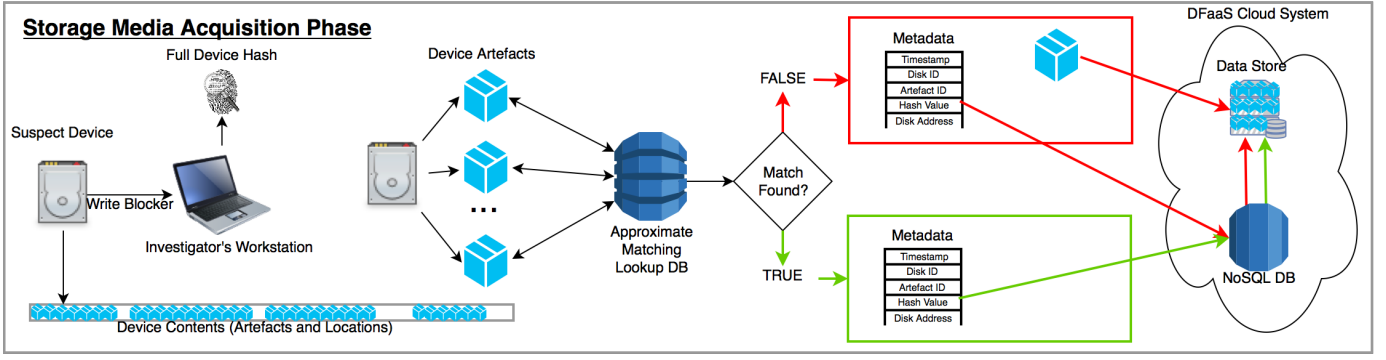 Storage Media Acquisition Phase
Full Device Hash
Suspect Device
Write Blocker
Investigator's Workstation
Device Contents (Artefacts and Locations)
Device Artefacts
...
Approximate
Matching
Lookup DB
Match
Found?
FALSE
TRUE
Metadata
Timestamp
Disk ID
Artefact ID
Hash Value
Disk Address
Metadata
Timestamp
Disk ID
Artefact ID
Hash Value
Disk Address
DFaaS Cloud System
Data Store
NoSQL DB